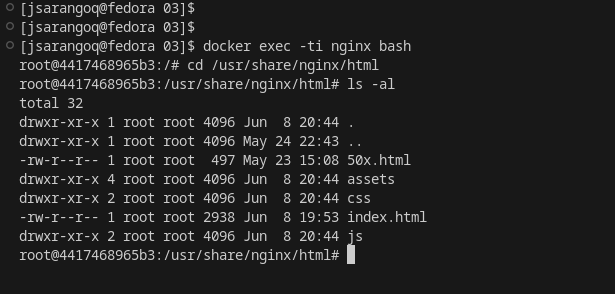 [jsarangoq@fedora 03]$
[jsarangoq@fedora 03]$
[jsarangoq@fedora 03]$ docker exec -ti nginx bash
root@4417468965b3:/# cd /usr/share/nginx/html
root@4417468965b3:/usr/share/nginx/html# ls -al
total 32
drwxr-xr-x 1 root root 4096 Jun  8 20:44 .
drwxr-xr-x 1 root root 4096 May 24 22:43 ..
-rw-r--r-- 1 root root  497 May 23 15:08 50x.html
drwxr-xr-x 4 root root 4096 Jun  8 20:44 assets
drwxr-xr-x 2 root root 4096 Jun  8 20:44 css
-rw-r--r-- 1 root root 2938 Jun  8 19:53 index.html
drwxr-xr-x 2 root root 4096 Jun  8 20:44 js
root@4417468965b3:/usr/share/nginx/html#